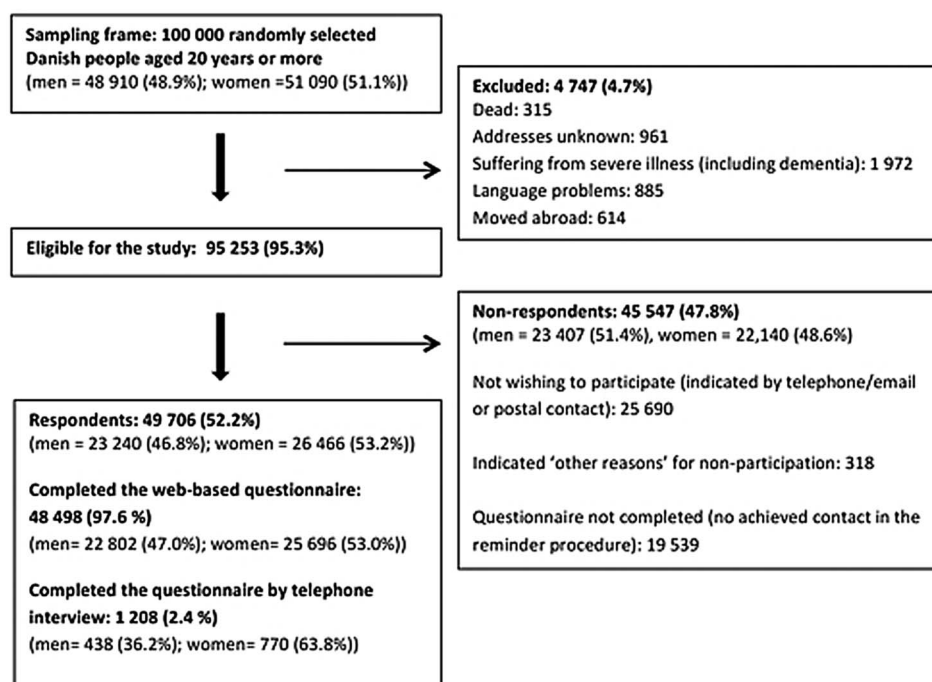 Sampling frame: 100 000 randomly selected
Danish people aged 20 years or more
(men = 48 910 (48.9%); women =51 090 (51.1%))
Excluded: 4 747 (4.7%)
Dead: 315
Addresses unknown: 961
Suffering from severe illness (including dementia): 1 972
Language problems: 885
Moved abroad: 614
Eligible for the study: 95 253 (95.3%)
Non-respondents: 45 547 (47.8%)
(men = 23 407 (51.4%), women = 22,140 (48.6%)
Not wishing to participate (indicated by telephone/email
or postal contact): 25 690
Indicated ‘other reasons’ for non-participation: 318
Questionnaire not completed (no achieved contact in the
reminder procedure): 19 539
Respondents: 49 706 (52.2%)
(men = 23 240 (46.8%); women = 26 466 (53.2%))
Completed the web-based questionnaire:
48 498 (97.6 %)
(men= 22 802 (47.0%); women= 25 696 (53.0%))
Completed the questionnaire by telephone
interview: 1 208 (2.4 %)
(men= 438 (36.2%; women= 770 (63.8%))